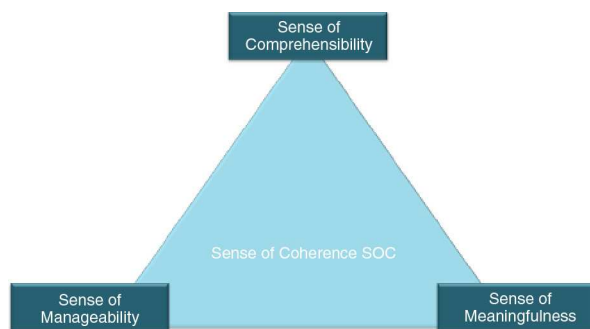 Sense of
Comprehensibility
Sense of Coherence SOC
Sense of
Manageability
Sense of
Meaningfulness